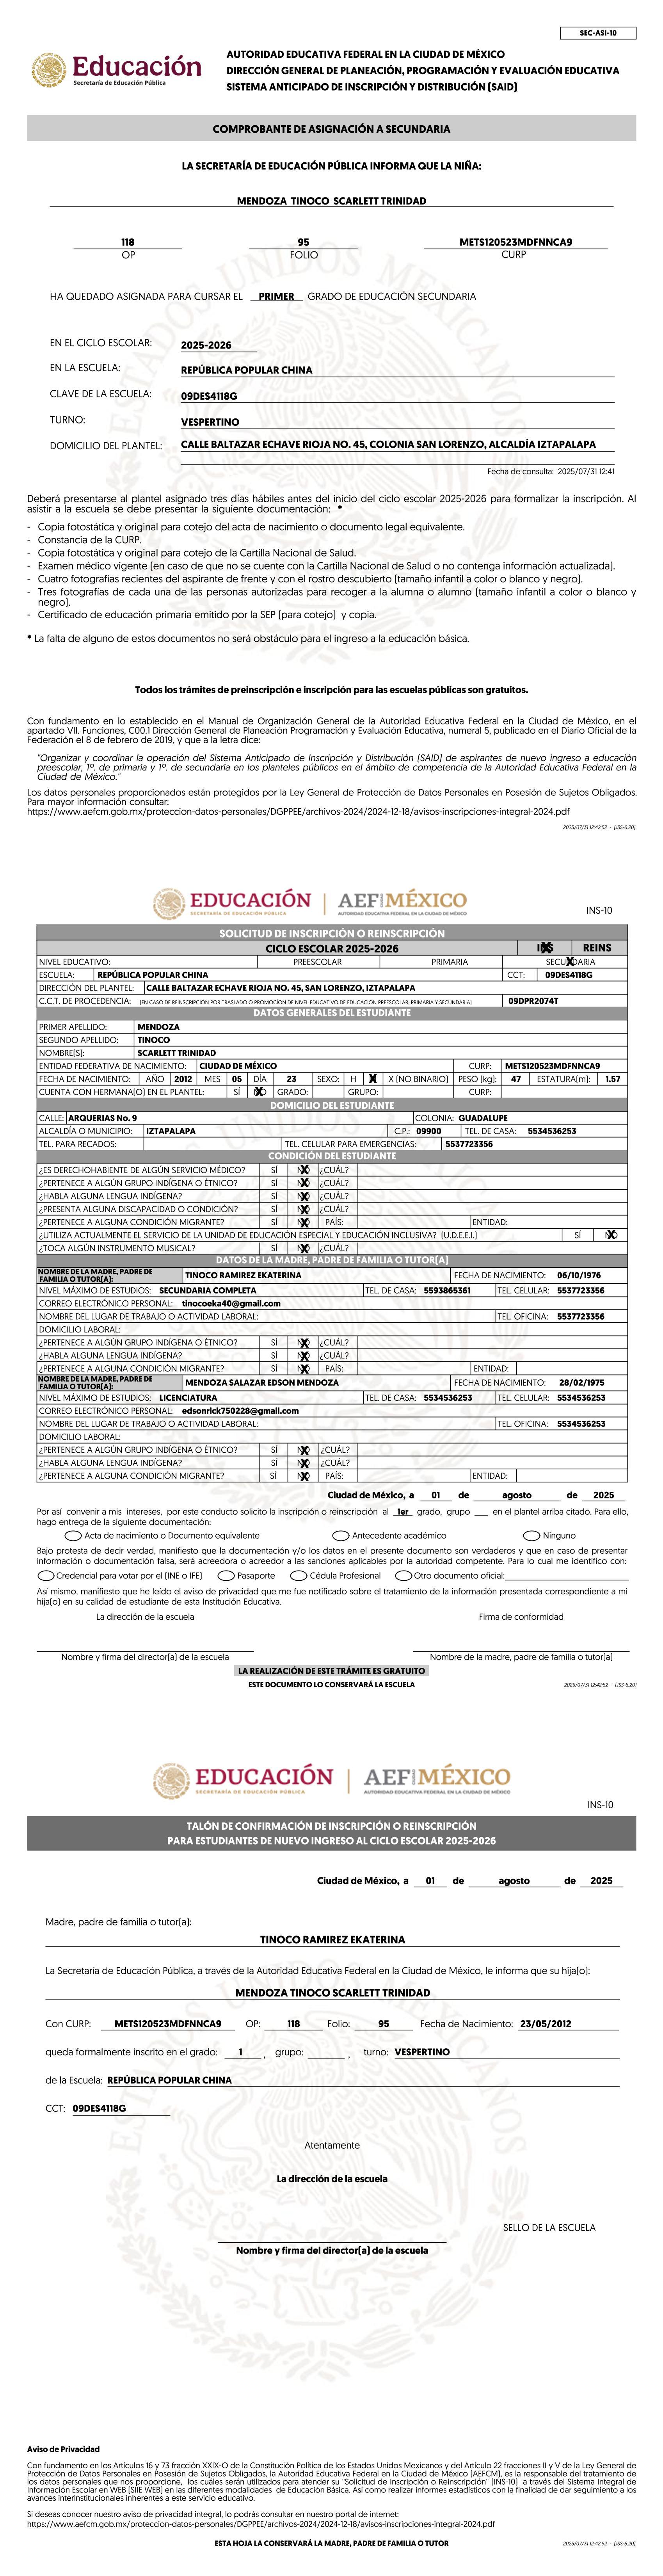 SEC-ASI-10
Educación
Secretaría de Educación Pública
AUTORIDAD EDUCATIVA FEDERAL EN LA CIUDAD DE MÉXICO
DIRECCIÓN GENERAL DE PLANEACIÓN, PROGRAMACIÓN Y EVALUACIÓN EDUCATIVA
SISTEMA ANTICIPADO DE INSCRIPCIÓN Y DISTRIBUCIÓN (SAID)
COMPROBANTE DE ASIGNACIÓN A SECUNDARIA
LA SECRETARÍA DE EDUCACIÓN PÚBLICA INFORMA QUE LA NIÑA:
MENDOZA TINOCO SCARLETT TRINIDAD
118 95 METS120523MDFNNCA9
OP FOLIO CURP
HA QUEDADO ASIGNADA PARA CURSAR EL PRIMER GRADO DE EDUCACIÓN SECUNDARIA
EN EL CICLO ESCOLAR: 2025-2026
EN LA ESCUELA: REPÚBLICA POPULAR CHINA
CLAVE DE LA ESCUELA: 09DES4118G
TURNO: VESPERTINO
DOMICILIO DEL PLANTEL: CALLE BALTAZAR ECHAVE RIOJA NO. 45, COLONIA SAN LORENZO, ALCALDÍA IZTAPALAPA
Fecha de consulta: 2025/07/31 12:41
Deberá presentarse al plantel asignado tres días hábiles antes del inicio del ciclo escolar 2025-2026 para formalizar la inscripción. Al
asistir a la escuela se debe presentar la siguiente documentación: *
- Copia fotostática y original para cotejo del acta de nacimiento o documento legal equivalente.
- Constancia de la CURP.
- Copia fotostática y original para cotejo de la Cartilla Nacional de Salud.
- Examen médico vigente (en caso de que no se cuente con la Cartilla Nacional de Salud o no contenga información actualizada).
- Cuatro fotografías recientes del aspirante de frente y con el rostro descubierto (tamaño infantil a color o blanco y negro).
- Tres fotografías de cada una de las personas autorizadas para recoger a la alumna o alumno (tamaño infantil a color o blanco y
negro).
- Certificado de educación primaria emitido por la SEP (para cotejo) y copia.
* La falta de alguno de estos documentos no será obstáculo para el ingreso a la educación básica.
Todos los trámites de preinscripción e inscripción para las escuelas públicas son gratuitos.
Con fundamento en lo establecido en el Manual de Organización General de la Autoridad Educativa Federal en la Ciudad de México, en el
apartado VII. Funciones, C00.1 Dirección General de Planeación Programación y Evaluación Educativa, numeral 5, publicado en el Diario Oficial de la
Federación el 8 de febrero de 2019, y que a la letra dice:
"Organizar y coordinar la operación del Sistema Anticipado de Inscripción y Distribución (SAID) de aspirantes de nuevo ingreso a educación
preescolar, 1º. de primaria y 1º. de secundaria en los planteles públicos en el ámbito de competencia de la Autoridad Educativa Federal en la
Ciudad de México."
Los datos personales proporcionados están protegidos por la Ley General de Protección de Datos Personales en Posesión de Sujetos Obligados.
Para mayor información consultar:
https://www.aefcm.gob.mx/proteccion-datos-personales/DGPPEE/archivos-2024/2024-12-18/avisos-inscripciones-integral-2024.pdf
2025/07/31 12:42:52 - (JSS-6.20)
EDUCACIÓN AEF CIUDAD DE MÉXICO
SECRETARÍA DE EDUCACIÓN PÚBLICA AUTORIDAD EDUCATIVA FEDERAL EN LA CIUDAD DE MÉXICO
INS-10
SOLICITUD DE INSCRIPCIÓN O REINSCRIPCIÓN
CICLO ESCOLAR 2025-2026 INS X REINS
NIVEL EDUCATIVO: PREESCOLAR PRIMARIA SECUNDARIA X
ESCUELA: REPÚBLICA POPULAR CHINA CCT: 09DES4118G
DIRECCIÓN DEL PLANTEL: CALLE BALTAZAR ECHAVE RIOJA NO. 45, SAN LORENZO, IZTAPALAPA
C.C.T. DE PROCEDENCIA: (EN CASO DE REINSCRIPCIÓN POR TRASLADO O PROMOCIÓN DE NIVEL EDUCATIVO DE EDUCACIÓN PREESCOLAR, PRIMARIA Y SECUNDARIA) 09DPR2074T
DATOS GENERALES DEL ESTUDIANTE
PRIMER APELLIDO: MENDOZA
SEGUNDO APELLIDO: TINOCO
NOMBRE(S): SCARLETT TRINIDAD
ENTIDAD FEDERATIVA DE NACIMIENTO: CIUDAD DE MÉXICO CURP: METS120523MDFNNCA9
FECHA DE NACIMIENTO: AÑO 2012 MES 05 DÍA 23 SEXO: H X X (NO BINARIO) PESO (kg): 47 ESTATURA(m): 1.57
CUENTA CON HERMANA(O) EN EL PLANTEL: SÍ NO X GRADO: GRUPO: CURP:
DOMICILIO DEL ESTUDIANTE
CALLE: ARQUERIAS No. 9 COLONIA: GUADALUPE
ALCALDÍA O MUNICIPIO: IZTAPALAPA C.P.: 09900 TEL. DE CASA: 5534536253
TEL. PARA RECADOS: TEL. CELULAR PARA EMERGENCIAS: 5537723356
CONDICIÓN DEL ESTUDIANTE
¿ES DERECHOHABIENTE DE ALGÚN SERVICIO MÉDICO? SÍ NO X ¿CUÁL?
¿PERTENECE A ALGÚN GRUPO INDÍGENA O ÉTNICO? SÍ NO X ¿CUÁL?
¿HABLA ALGUNA LENGUA INDÍGENA? SÍ NO X ¿CUÁL?
¿PRESENTA ALGUNA DISCAPACIDAD O CONDICIÓN? SÍ NO X ¿CUÁL?
¿PERTENECE A ALGUNA CONDICIÓN MIGRANTE? SÍ NO X PAÍS: ENTIDAD:
¿UTILIZA ACTUALMENTE EL SERVICIO DE LA UNIDAD DE EDUCACIÓN ESPECIAL Y EDUCACIÓN INCLUSIVA? (U.D.E.E.I.) SÍ NO X
¿TOCA ALGÚN INSTRUMENTO MUSICAL? SÍ NO X ¿CUÁL?
DATOS DE LA MADRE, PADRE DE FAMILIA O TUTOR(A)
NOMBRE DE LA MADRE, PADRE DE FAMILIA O TUTOR(A): TINOCO RAMIREZ EKATERINA FECHA DE NACIMIENTO: 06/10/1976
NIVEL MÁXIMO DE ESTUDIOS: SECUNDARIA COMPLETA TEL. DE CASA: 5593865361 TEL. CELULAR: 5537723356
CORREO ELECTRÓNICO PERSONAL: tinocoeka40@gmail.com
NOMBRE DEL LUGAR DE TRABAJO O ACTIVIDAD LABORAL: TEL. OFICINA: 5537723356
DOMICILIO LABORAL:
¿PERTENECE A ALGÚN GRUPO INDÍGENA O ÉTNICO? SÍ NO X ¿CUÁL?
¿HABLA ALGUNA LENGUA INDÍGENA? SÍ NO X ¿CUÁL?
¿PERTENECE A ALGUNA CONDICIÓN MIGRANTE? SÍ NO X PAÍS: ENTIDAD:
NOMBRE DE LA MADRE, PADRE DE FAMILIA O TUTOR(A): MENDOZA SALAZAR EDSON MENDOZA FECHA DE NACIMIENTO: 28/02/1975
NIVEL MÁXIMO DE ESTUDIOS: LICENCIATURA TEL. DE CASA: 5534536253 TEL. CELULAR: 5534536253
CORREO ELECTRÓNICO PERSONAL: edsonrick750228@gmail.com
NOMBRE DEL LUGAR DE TRABAJO O ACTIVIDAD LABORAL: TEL. OFICINA: 5534536253
DOMICILIO LABORAL:
¿PERTENECE A ALGÚN GRUPO INDÍGENA O ÉTNICO? SÍ NO X ¿CUÁL?
¿HABLA ALGUNA LENGUA INDÍGENA? SÍ NO X ¿CUÁL?
¿PERTENECE A ALGUNA CONDICIÓN MIGRANTE? SÍ NO X PAÍS: ENTIDAD:
Ciudad de México, a 01 de agosto de 2025
Por así convenir a mis intereses, por este conducto solicito la inscripción o reinscripción al 1er grado, grupo ___ en el plantel arriba citado. Para ello,
hago entrega de la siguiente documentación:
Acta de nacimiento o Documento equivalente Antecedente académico Ninguno
Bajo protesta de decir verdad, manifiesto que la documentación y/o los datos en el presente documento son verdaderos y que en caso de presentar
información o documentación falsa, será acreedora o acreedor a las sanciones aplicables por la autoridad competente. Para lo cual me identifico con:
Credencial para votar por el (INE o IFE) Pasaporte Cédula Profesional Otro documento oficial:
Así mismo, manifiesto que he leído el aviso de privacidad que me fue notificado sobre el tratamiento de la información presentada correspondiente a mi
hija(o) en su calidad de estudiante de esta Institución Educativa.
La dirección de la escuela Firma de conformidad
Nombre y firma del director(a) de la escuela Nombre de la madre, padre de familia o tutor(a)
LA REALIZACIÓN DE ESTE TRÁMITE ES GRATUITO
ESTE DOCUMENTO LO CONSERVARÁ LA ESCUELA 2025/07/31 12:42:52 - (JSS-6.20)
EDUCACIÓN AEF CIUDAD DE MÉXICO
SECRETARÍA DE EDUCACIÓN PÚBLICA AUTORIDAD EDUCATIVA FEDERAL EN LA CIUDAD DE MÉXICO
INS-10
TALÓN DE CONFIRMACIÓN DE INSCRIPCIÓN O REINSCRIPCIÓN
PARA ESTUDIANTES DE NUEVO INGRESO AL CICLO ESCOLAR 2025-2026
Ciudad de México, a 01 de agosto de 2025
Madre, padre de familia o tutor(a):
TINOCO RAMIREZ EKATERINA
La Secretaría de Educación Pública, a través de la Autoridad Educativa Federal en la Ciudad de México, le informa que su hija(o):
MENDOZA TINOCO SCARLETT TRINIDAD
Con CURP: METS120523MDFNNCA9 OP: 118 Folio: 95 Fecha de Nacimiento: 23/05/2012
queda formalmente inscrito en el grado: 1 , grupo: , turno: VESPERTINO
de la Escuela: REPÚBLICA POPULAR CHINA
CCT: 09DES4118G
Atentamente
La dirección de la escuela
SELLO DE LA ESCUELA
Nombre y firma del director(a) de la escuela
Aviso de Privacidad
Con fundamento en los Artículos 16 y 73 fracción XXIX-O de la Constitución Política de los Estados Unidos Mexicanos y del Artículo 22 fracciones II y V de la Ley General de
Protección de Datos Personales en Posesión de Sujetos Obligados, la Autoridad Educativa Federal en la Ciudad de México (AEFCM), es la responsable del tratamiento de
los datos personales que nos proporcione, los cuáles serán utilizados para atender su "Solicitud de Inscripción o Reinscripción" (INS-10) a través del Sistema Integral de
Información Escolar en WEB (SIIE WEB) en las diferentes modalidades de Educación Básica. Así como realizar informes estadísticos con la finalidad de dar seguimiento a los
avances interinstitucionales inherentes a este servicio educativo.
Si deseas conocer nuestro aviso de privacidad integral, lo podrás consultar en nuestro portal de internet:
https://www.aefcm.gob.mx/proteccion-datos-personales/DGPPEE/archivos-2024/2024-12-18/avisos-inscripciones-integral-2024.pdf
ESTA HOJA LA CONSERVARÁ LA MADRE, PADRE DE FAMILIA O TUTOR 2025/07/31 12:42:52 - (JSS-6.20)